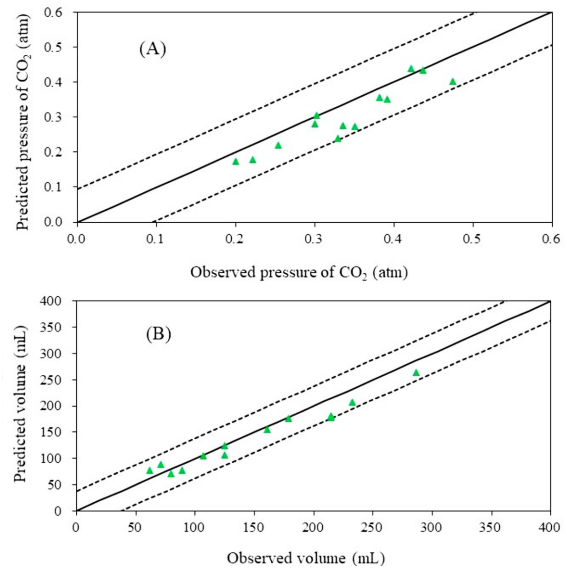 0.6
(A)
0.5
0.4
0.3
0.2
0.1
0.0
0.0 0.1 0.2 0.3 0.4 0.5 0.6
Predicted pressure of CO₂ (atm)
Observed pressure of CO₂ (atm)
400
(B)
350
300
250
200
150
100
50
0
0 50 100 150 200 250 300 350 400
Predicted volume (mL)
Observed volume (mL)